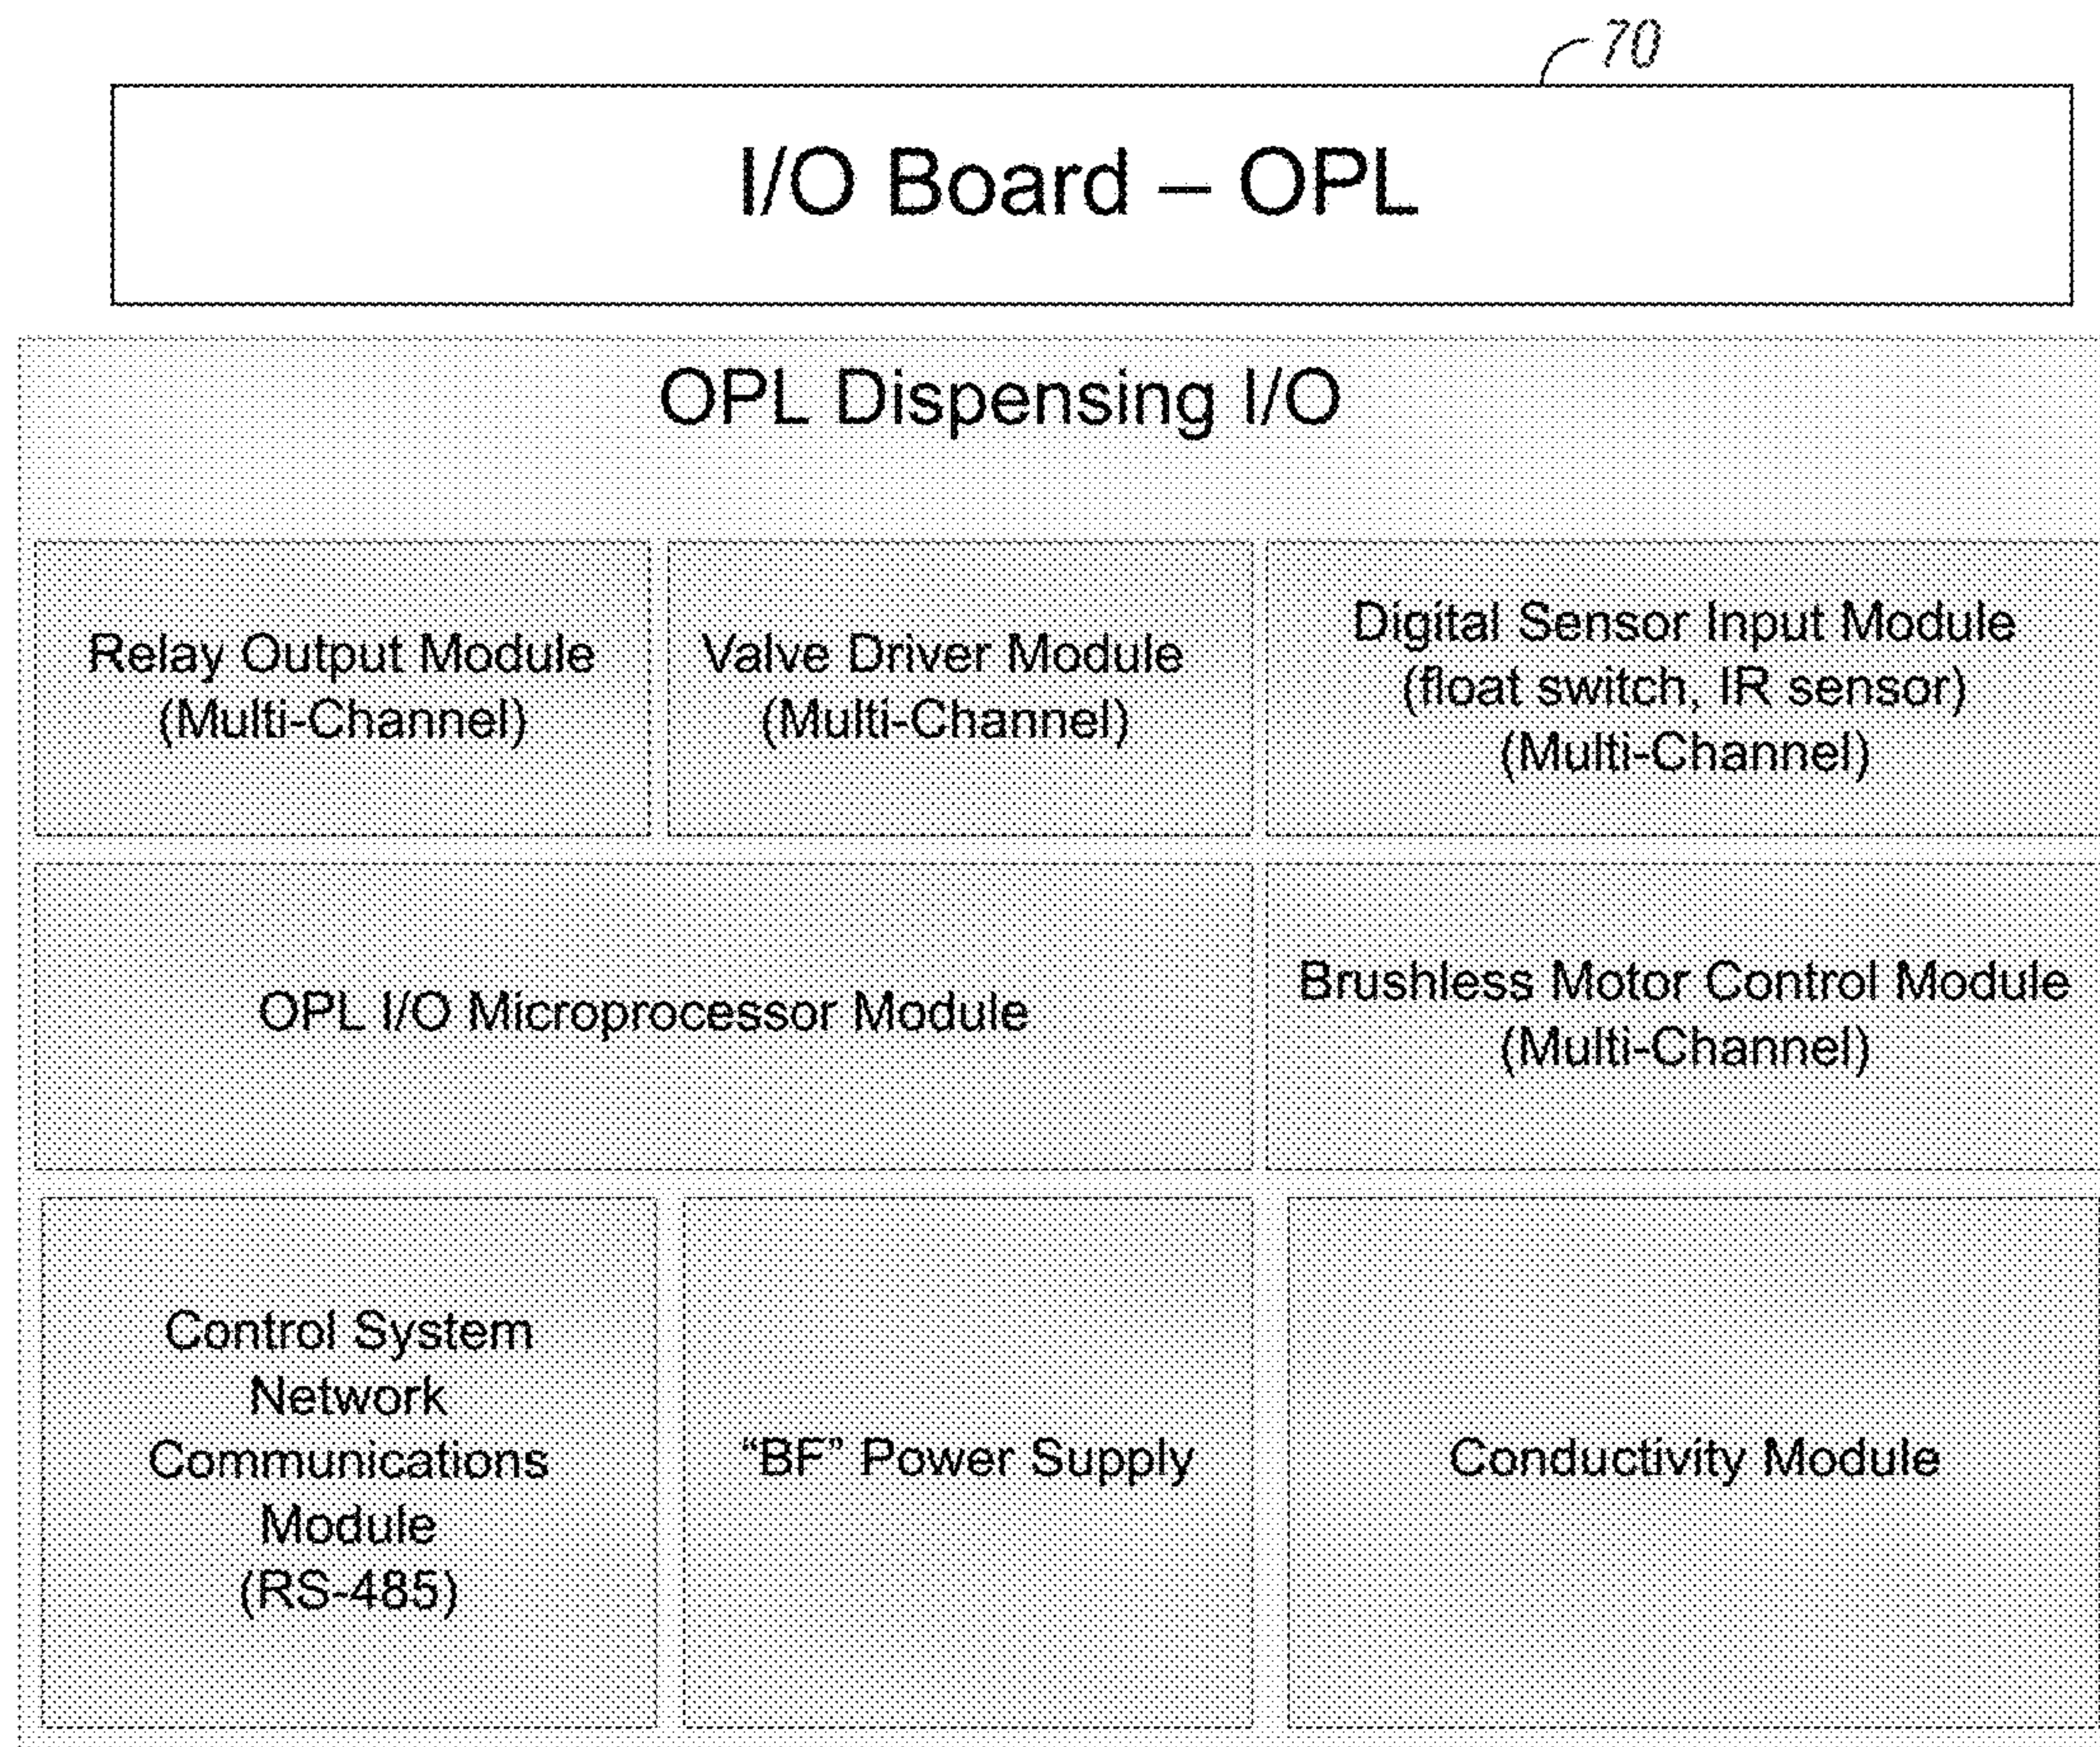 70
I/O Board – OPL
OPL Dispensing I/O
Relay Output Module
(Multi-Channel)
Valve Driver Module
(Multi-Channel)
Digital Sensor Input Module
(float switch, IR sensor)
(Multi-Channel)
OPL I/O Microprocessor Module
Brushless Motor Control Module
(Multi-Channel)
Control System
Network
Communications
Module
(RS-485)
“BF” Power Supply
Conductivity Module